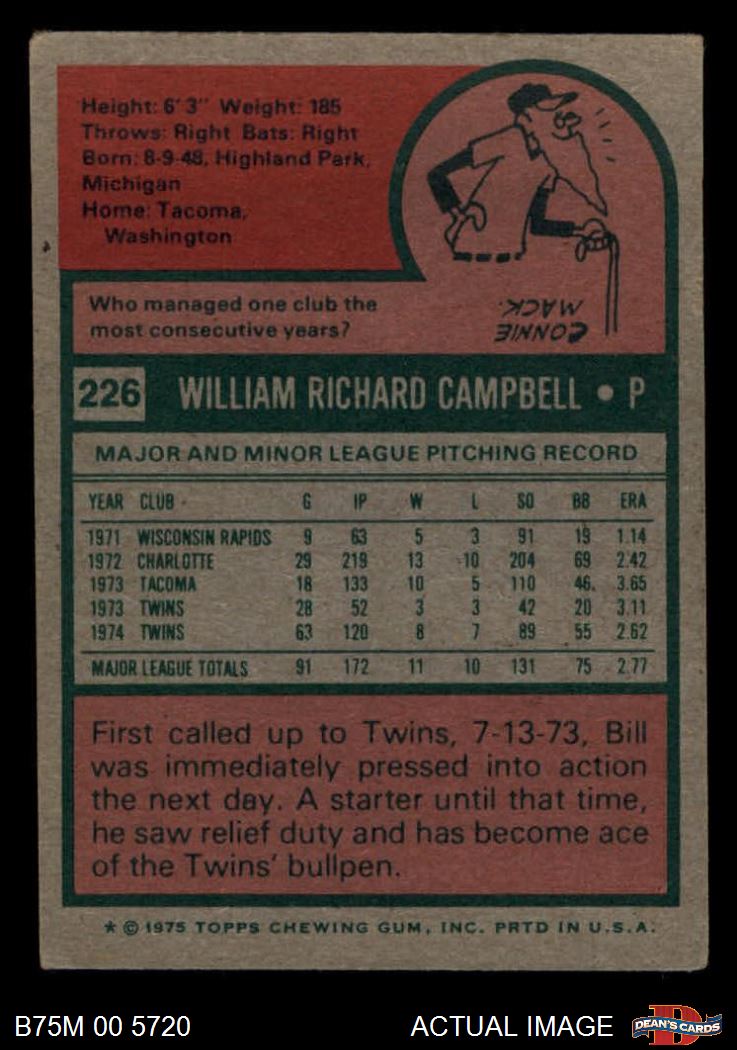 Height: 6'3" Weight: 185
Throws: Right Bats: Right
Born: 8-9-48, Highland Park,
Michigan
Home: Tacoma,
Washington
Who managed one club the
most consecutive years?
CONNIE
MACK.
226 WILLIAM RICHARD CAMPBELL • P
MAJOR AND MINOR LEAGUE PITCHING RECORD
YEAR CLUB G IP W L SO BB ERA
1971 WISCONSIN RAPIDS 9 63 5 3 91 19 1.14
1972 CHARLOTTE 29 219 13 10 204 69 2.42
1973 TACOMA 18 133 10 5 110 46. 3.65
1973 TWINS 28 52 3 3 42 20 3.11
1974 TWINS 63 120 8 7 89 55 2.62
MAJOR LEAGUE TOTALS 91 172 11 10 131 75 2.77
First called up to Twins, 7-13-73, Bill
was immediately pressed into action
the next day. A starter until that time,
he saw relief duty and has become ace
of the Twins' bullpen.
* © 1975 TOPPS CHEWING GUM, INC. PRTD IN U.S.A.
B75M 00 5720 ACTUAL IMAGE
D
DEAN'S CARDS